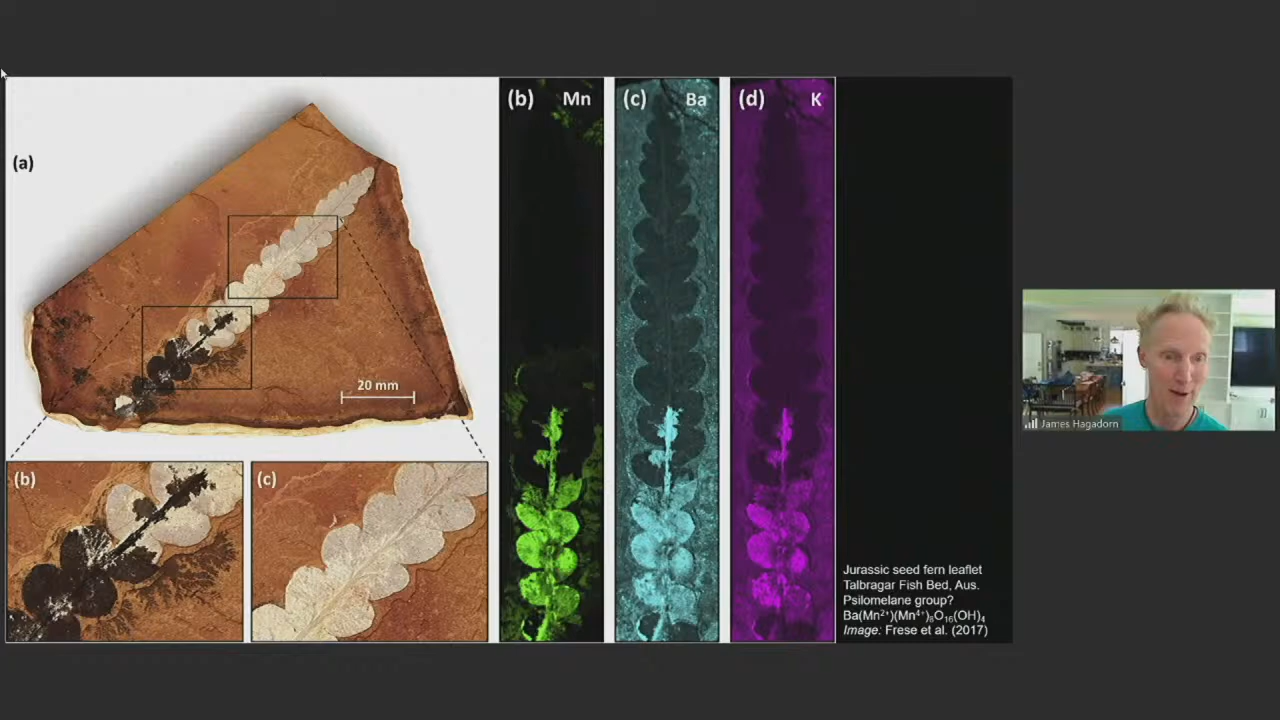 (a)
20 mm
(b)
(c)
(b) Mn
(c) Ba
(d) K
Jurassic seed fern leaflet
Talbragar Fish Bed, Aus.
Psilomelane group?
Ba(Mn²⁺)(Mn⁴⁺)₈O₁₆(OH)₄
Image: Frese et al. (2017)
James Hagadorn